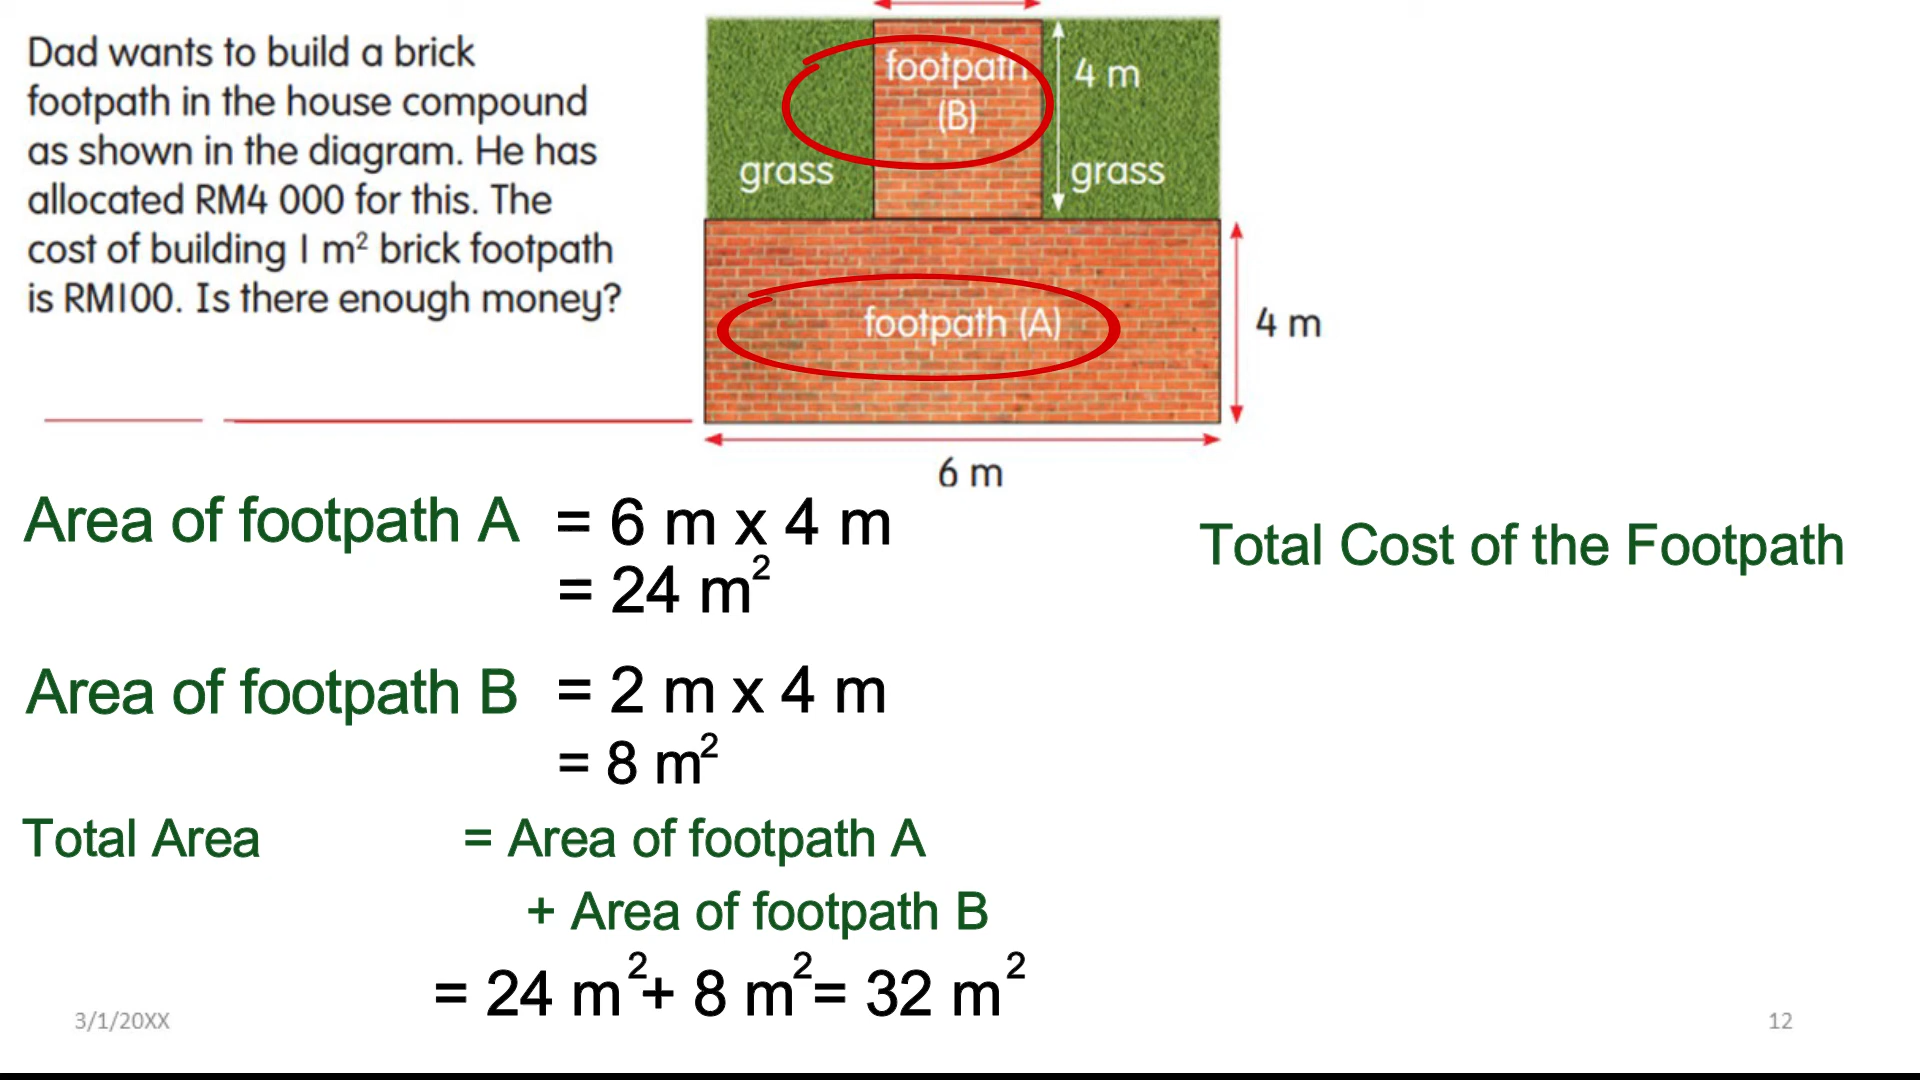 Dad wants to build a brick
footpath in the house compound
as shown in the diagram. He has
allocated RM4 000 for this. The
cost of building 1 m² brick footpath
is RM100. Is there enough money?
footpath
(B)
4 m
grass
grass
footpath (A)
4 m
6 m
Area of footpath A = 6 m x 4 m
= 24 m²
Area of footpath B = 2 m x 4 m
= 8 m²
Total Area = Area of footpath A
+ Area of footpath B
= 24 m²+ 8 m²= 32 m²
Total Cost of the Footpath
3/1/20XX
12